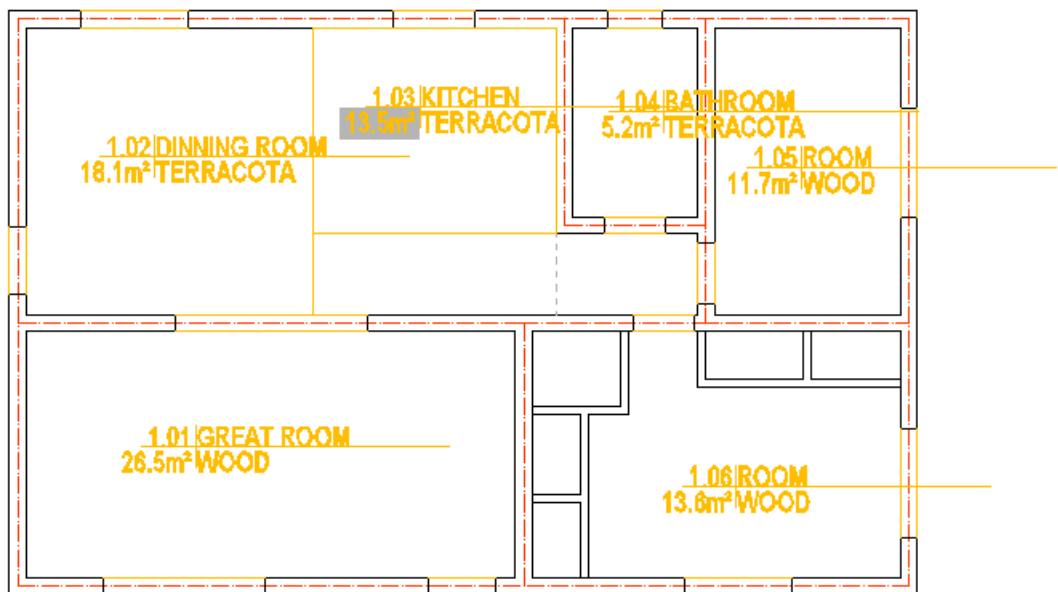 1.03 KITCHEN
13.5m² TERRACOTA
1.04 BATHROOM
5.2m² TERRACOTA
1.02 DINNING ROOM
18.1m² TERRACOTA
1.05 ROOM
11.7m² WOOD
1.01 GREAT ROOM
26.5m² WOOD
1.06 ROOM
13.6m² WOOD